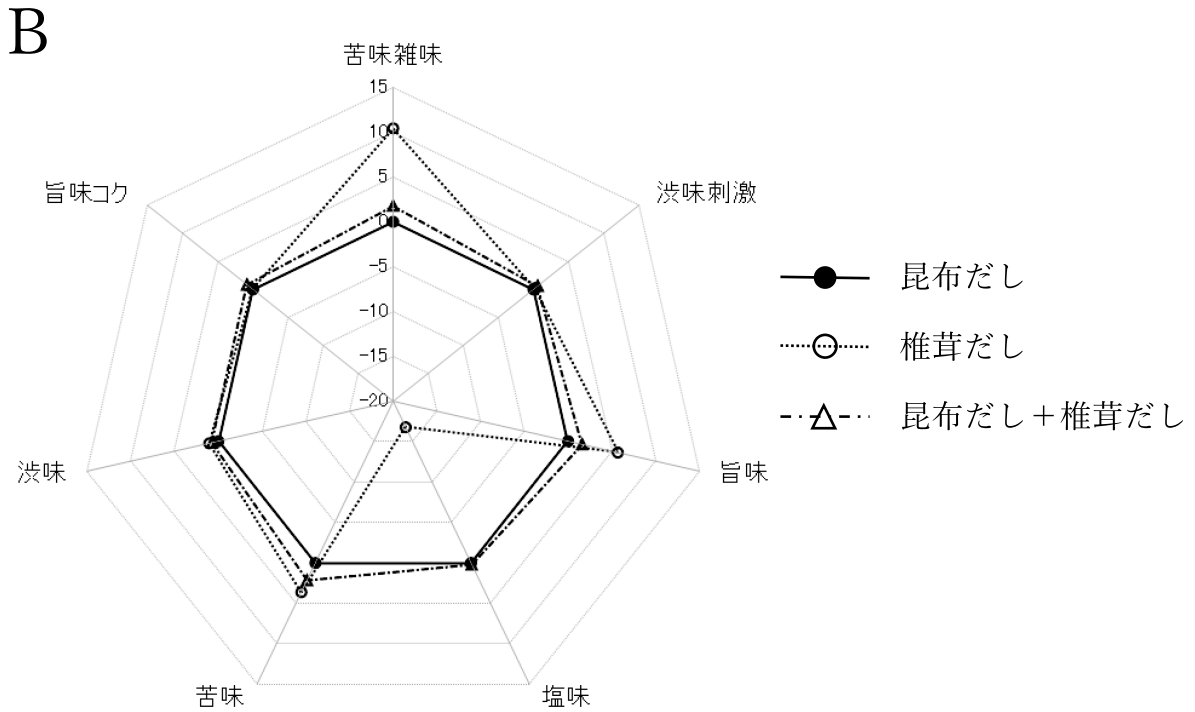 B
苦味雑味
15
10
5
0
-5
-10
-15
-20
旨味コク
渋味刺激
渋味
旨味
苦味
塩味
昆布だし
椎茸だし
昆布だし＋椎茸だし